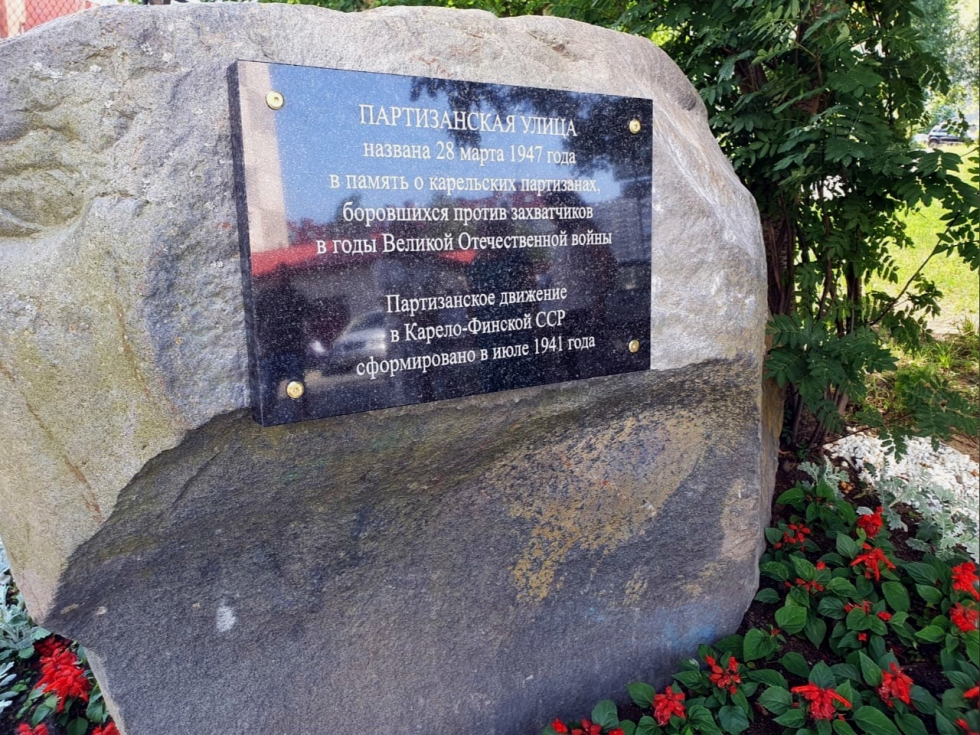 ПАРТИЗАНСКАЯ УЛИЦА
названа 28 марта 1947 года
в память о карельских партизанах,
боровшихся против захватчиков
в годы Великой Отечественной войны
Партизанское движение
в Карело-Финской ССР
сформировано в июле 1941 года